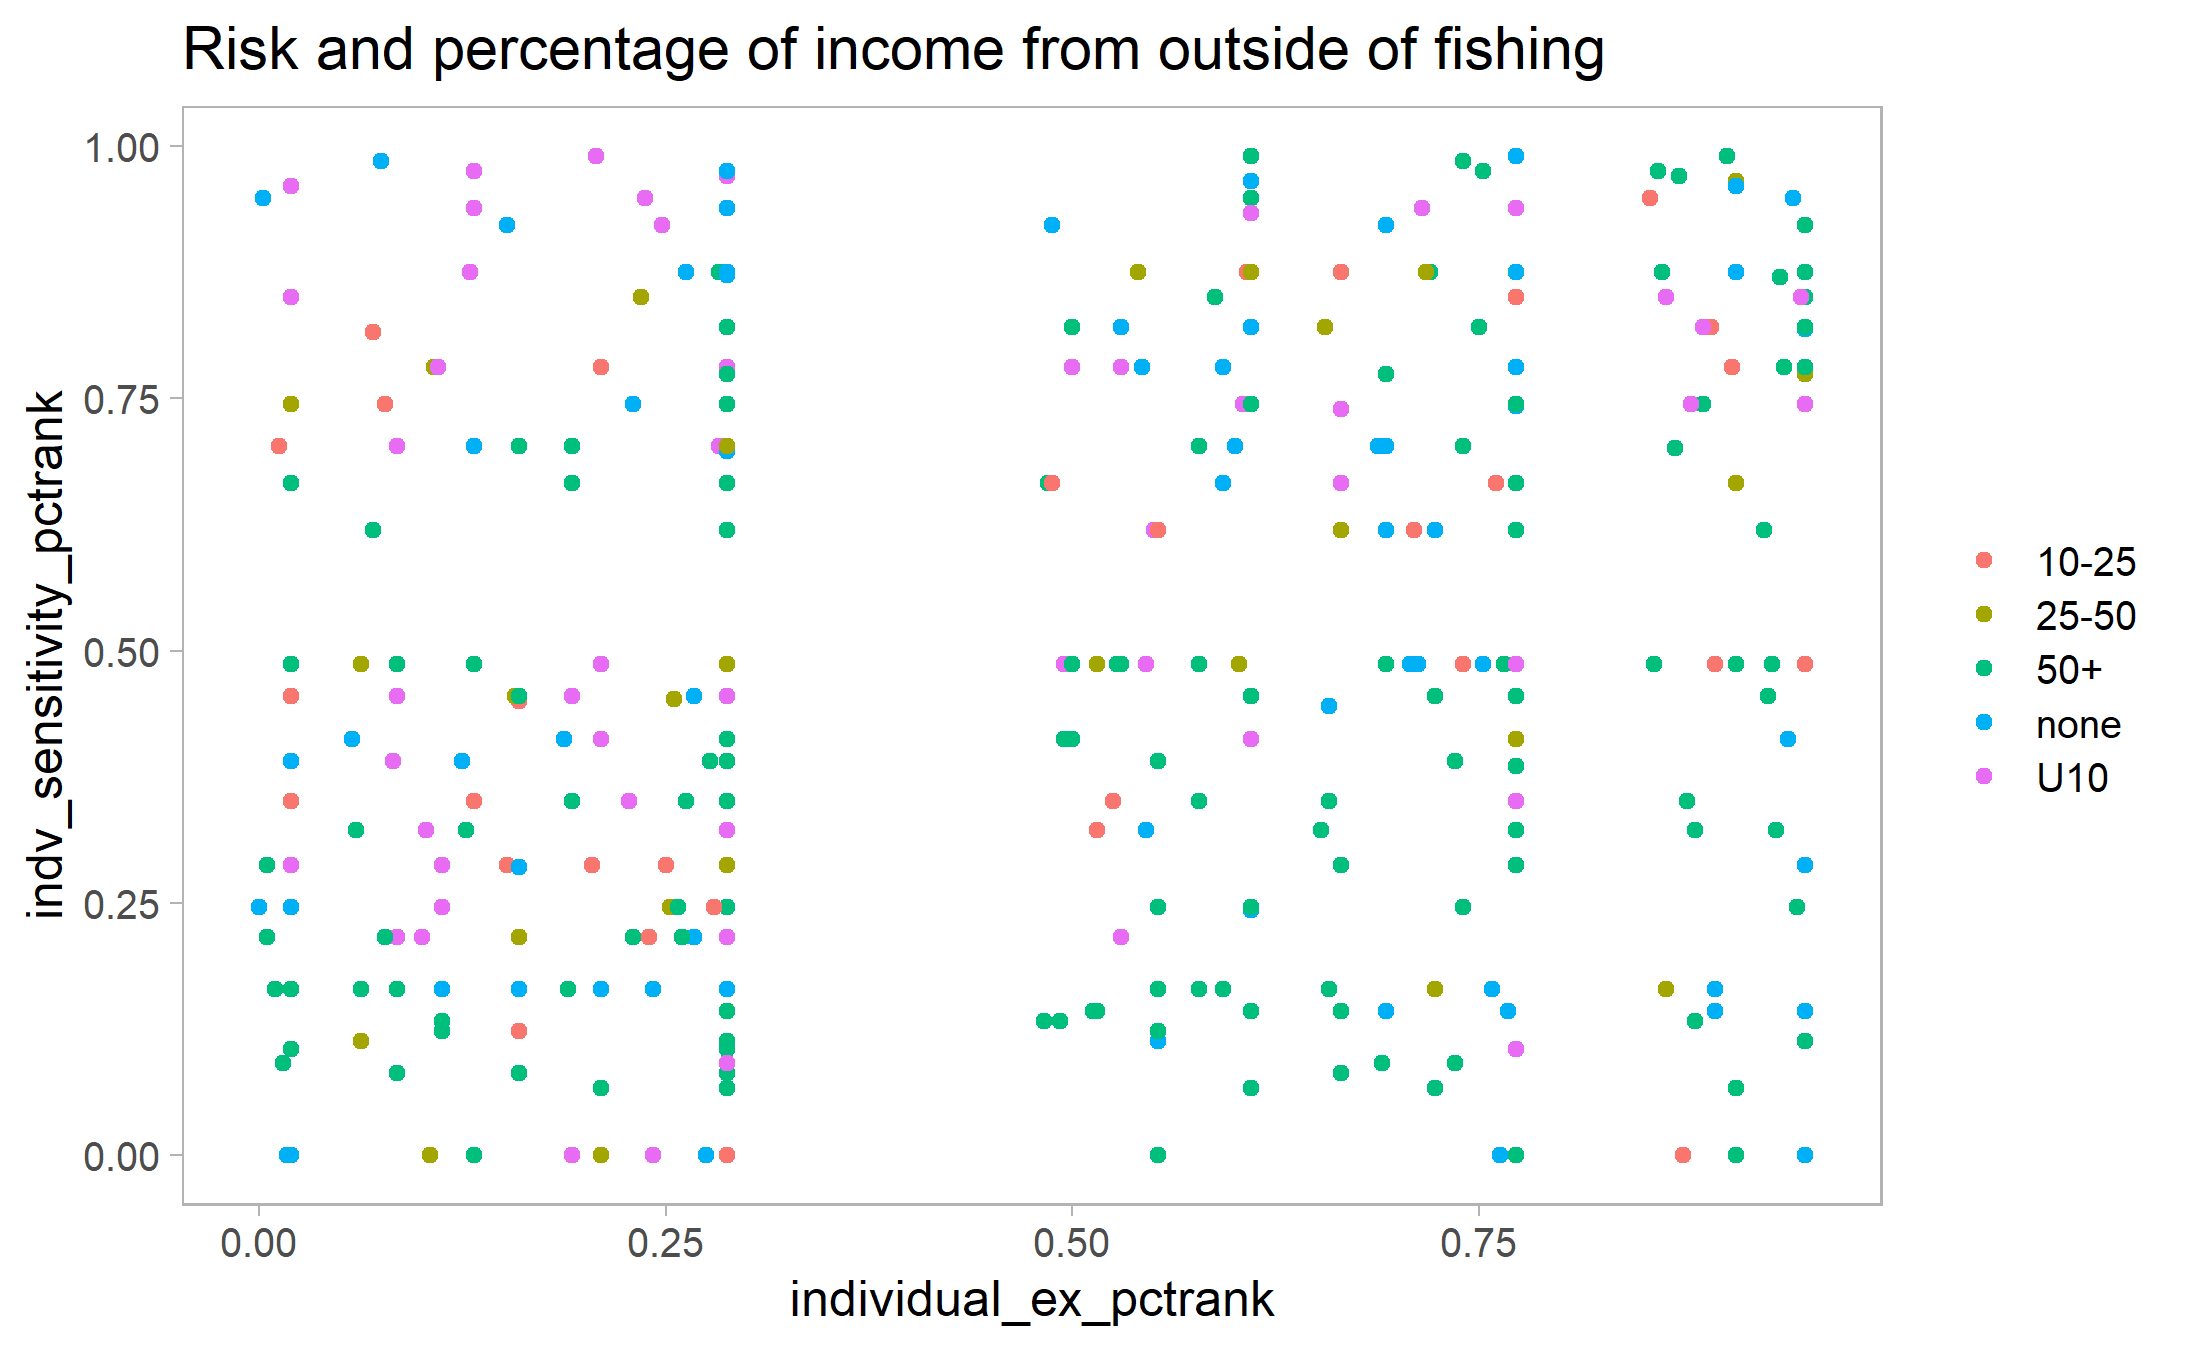 Risk and percentage of income from outside of fishing
indv_sensitivity_pctrank
1.00
0.75
0.50
0.25
0.00
0.00 0.25 0.50 0.75
individual_ex_pctrank
10-25
25-50
50+
none
U10